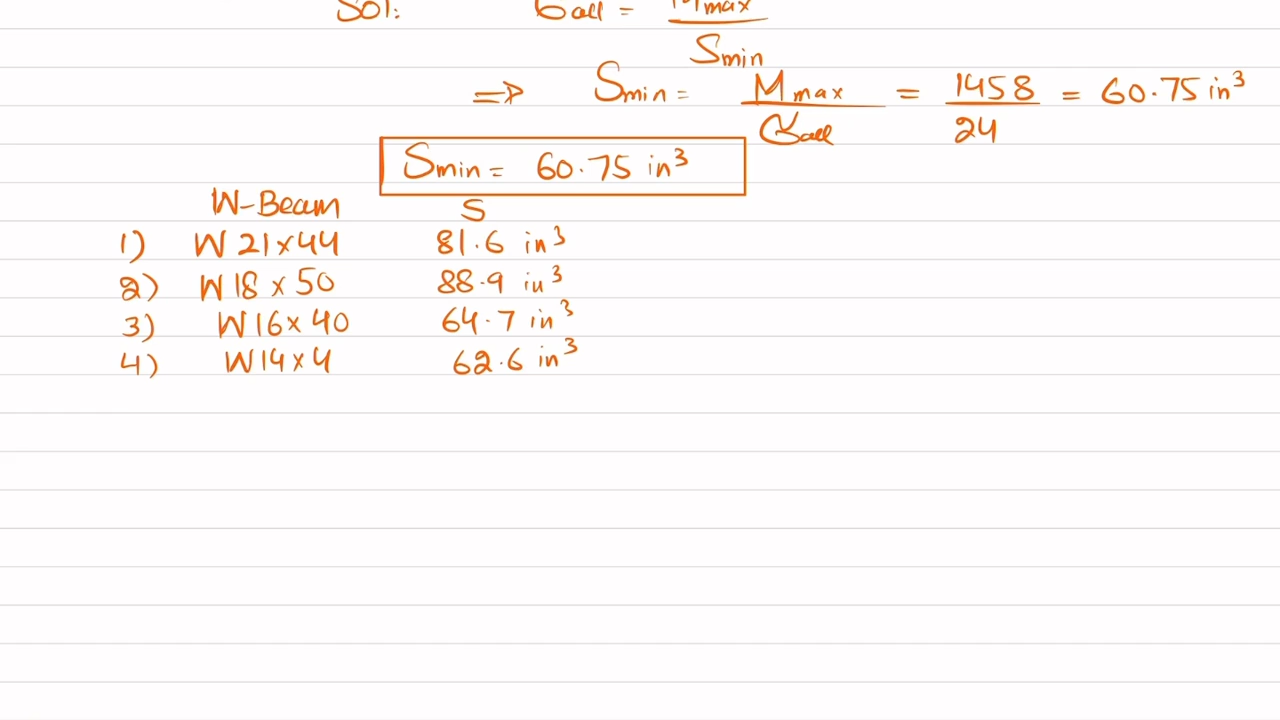 Sol: σall = Mmax / Smin
⇒ Smin = Mmax / σall = 1458 / 24 = 60.75 in³
Smin = 60.75 in³
W-Beam S
1) W 21x44 81.6 in³
2) W 18 x 50 88.9 in³
3) W 16x 40 64.7 in³
4) W 14 x 4 62.6 in³